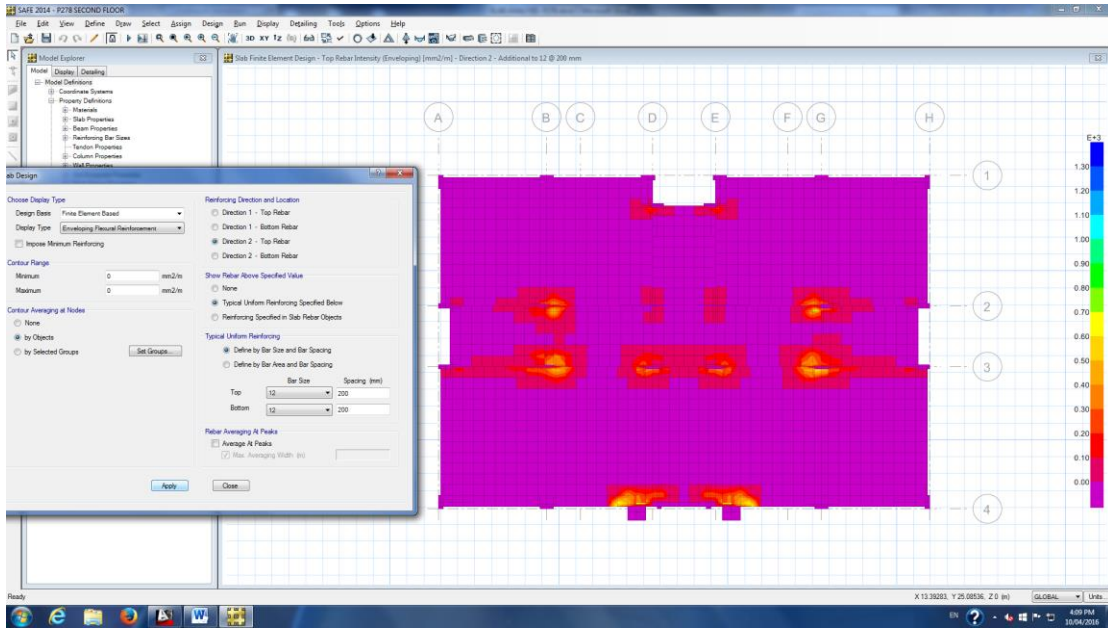 SAFE 2014 - P278 SECOND FLOOR
File Edit View Define Draw Select Assign Design Run Display Detailing Tools Options Help
3D XY
Model Explorer
Slab Finite Element Design - Top Rebar Intensity (Enveloping) [mm2/m] - Direction 2 - Additional to 12 @ 200 mm
Model Display Detailing
Model Definitions
Coordinate Systems
Property Definitions
Materials
Slab Properties
Beam Properties
Reinforcing Bar Sizes
Tendon Properties
Column Properties
Wall Properties
ab Design
Choose Display Type
Design Basis Finite Element Based
Display Type Enveloping Flexural Reinforcement
Impose Minimum Reinforcing
Contour Range
Minimum 0 mm2/m
Maximum 0 mm2/m
Contour Averaging at Nodes
None
by Objects
by Selected Groups Set Groups...
Reinforcing Direction and Location
Direction 1 - Top Rebar
Direction 1 - Bottom Rebar
Direction 2 - Top Rebar
Direction 2 - Bottom Rebar
Show Rebar Above Specified Value
None
Typical Uniform Reinforcing Specified Below
Reinforcing Specified in Slab Rebar Objects
Typical Uniform Reinforcing
Define by Bar Size and Bar Spacing
Define by Bar Area and Bar Spacing
Bar Size Spacing (mm)
Top 12 200
Bottom 12 200
Rebar Averaging At Peaks
Average At Peaks
Max. Averaging Width (m)
Apply Close
A B C D E F G H
1
2
3
4
E+3
1.30
1.20
1.10
1.00
0.90
0.80
0.70
0.60
0.50
0.40
0.30
0.20
0.10
0.00
Ready
X 13.39283, Y 25.08536, Z 0 (m) GLOBAL Units
EN 4:09 PM
10/04/2016